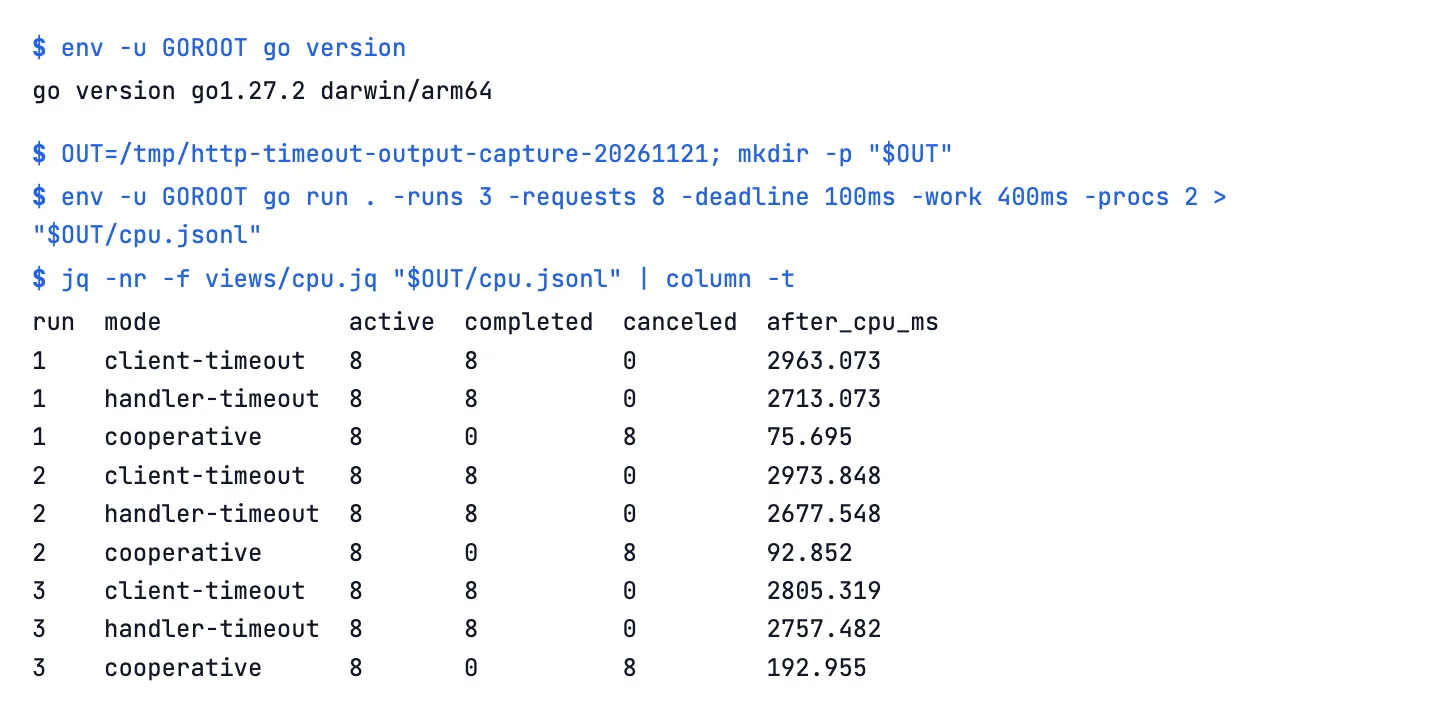 $ env -u GOROOT go version
go version go1.27.2 darwin/arm64
$ OUT=/tmp/http-timeout-output-capture-20261121; mkdir -p "$OUT"
$ env -u GOROOT go run . -runs 3 -requests 8 -deadline 100ms -work 400ms -procs 2 >
"$OUT/cpu.jsonl"
$ jq -nr -f views/cpu.jq "$OUT/cpu.jsonl" | column -t
run  mode             active  completed  canceled  after_cpu_ms
1    client-timeout   8       8          0         2963.073
1    handler-timeout  8       8          0         2713.073
1    cooperative      8       0          8         75.695
2    client-timeout   8       8          0         2973.848
2    handler-timeout  8       8          0         2677.548
2    cooperative      8       0          8         92.852
3    client-timeout   8       8          0         2805.319
3    handler-timeout  8       8          0         2757.482
3    cooperative      8       0          8         192.955